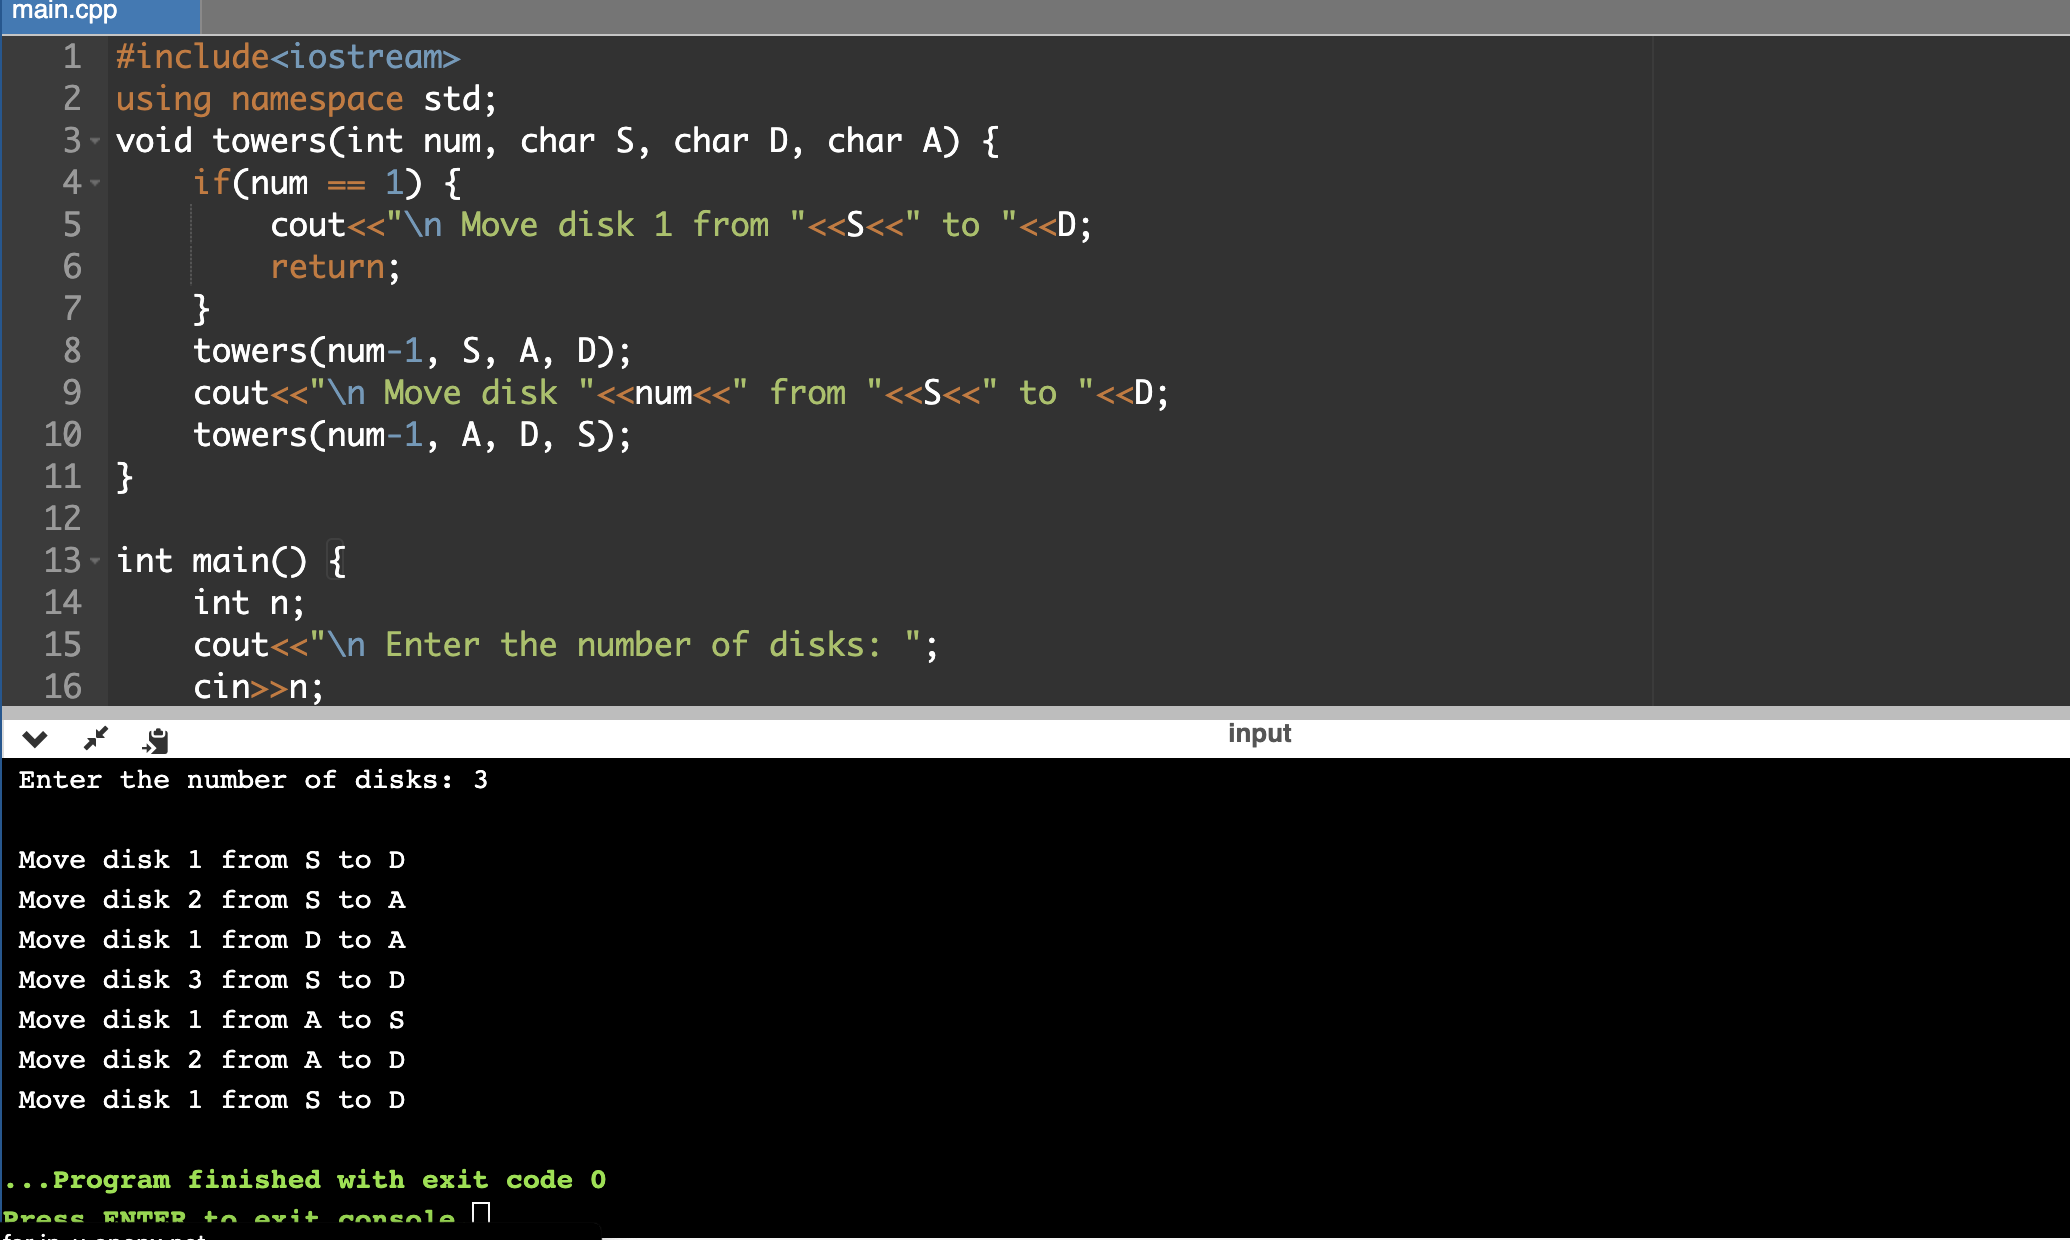 main.cpp
1 #include<iostream>
2 using namespace std;
3 void towers(int num, char S, char D, char A) {
4     if(num == 1) {
5         cout<<"\n Move disk 1 from "<<S<<" to "<<D;
6         return;
7     }
8     towers(num-1, S, A, D);
9     cout<<"\n Move disk "<<num<<" from "<<S<<" to "<<D;
10     towers(num-1, A, D, S);
11 }
12
13 int main() {
14     int n;
15     cout<<"\n Enter the number of disks: ";
16     cin>>n;
input
Enter the number of disks: 3
Move disk 1 from S to D
Move disk 2 from S to A
Move disk 1 from D to A
Move disk 3 from S to D
Move disk 1 from A to S
Move disk 2 from A to D
Move disk 1 from S to D
...Program finished with exit code 0
Press ENTER to exit console.